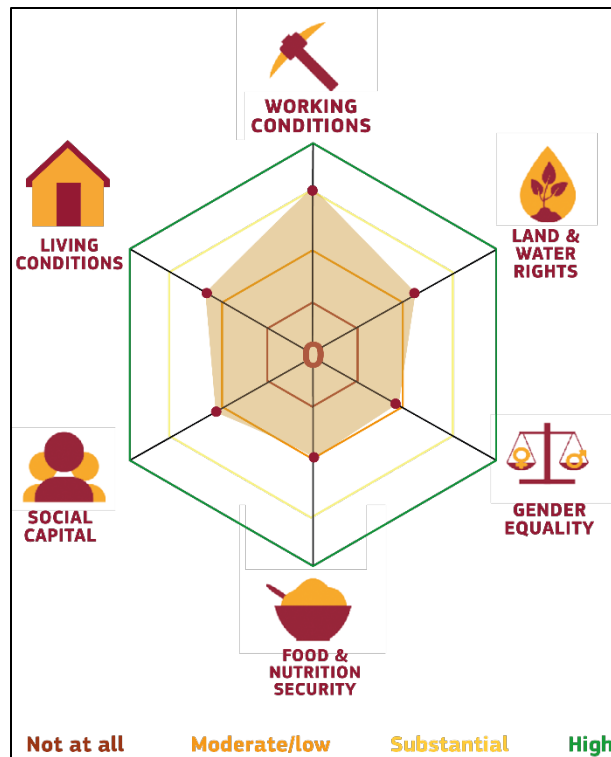 WORKING
CONDITIONS
LIVING
CONDITIONS
LAND &
WATER
RIGHTS
0
SOCIAL
CAPITAL
GENDER
EQUALITY
FOOD &
NUTRITION
SECURITY
Not at all Moderate/low Substantial High